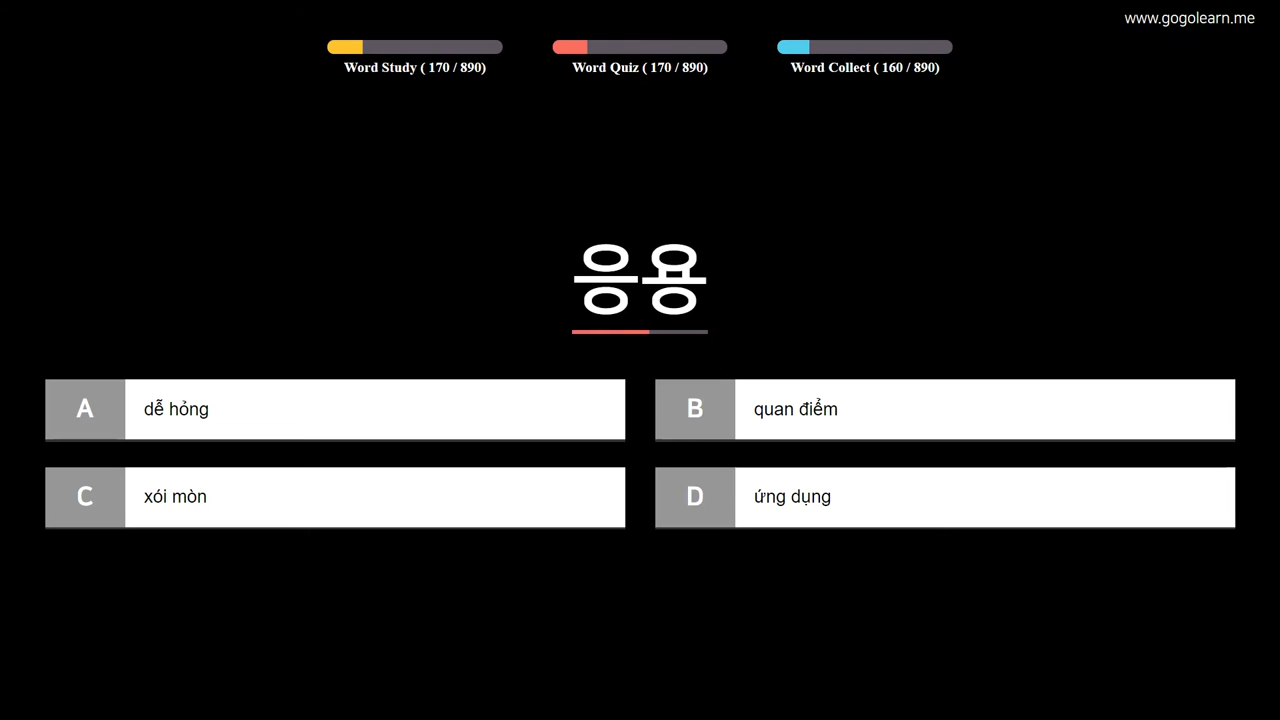 www.gogolearn.me
Word Study ( 170 / 890)
Word Quiz ( 170 / 890)
Word Collect ( 160 / 890)
응용
A dễ hỏng
B quan điểm
C xói mòn
D ứng dụng